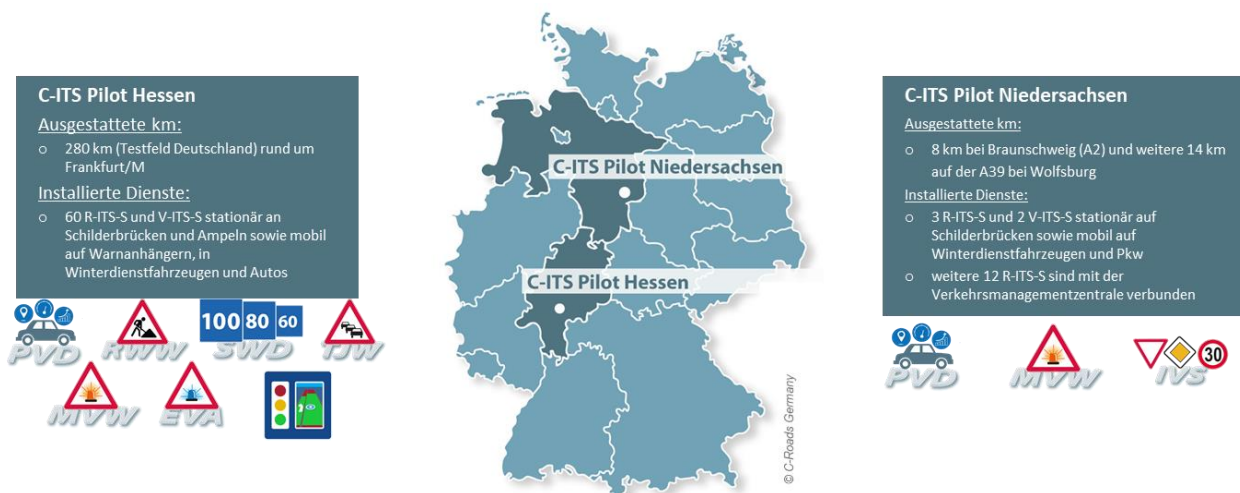 C-ITS Pilot Hessen
Ausgestattete km:
o 280 km (Testfeld Deutschland) rund um
Frankfurt/M
Installierte Dienste:
o 60 R-ITS-S und V-ITS-S stationär an
Schilderbrücken und Ampeln sowie mobil
auf Warnanhängern, in
Winterdienstfahrzeugen und Autos
100 80 60
PVD RWW SWD TJW
MVW EVA
C-ITS Pilot Niedersachsen
C-ITS Pilot Hessen
© C-Roads Germany
C-ITS Pilot Niedersachsen
Ausgestattete km:
o 8 km bei Braunschweig (A2) und weitere 14 km
auf der A39 bei Wolfsburg
Installierte Dienste:
o 3 R-ITS-S und 2 V-ITS-S stationär auf
Schilderbrücken sowie mobil auf
Winterdienstfahrzeugen und Pkw
o weitere 12 R-ITS-S sind mit der
Verkehrsmanagementzentrale verbunden
30
PVD MVW IVS